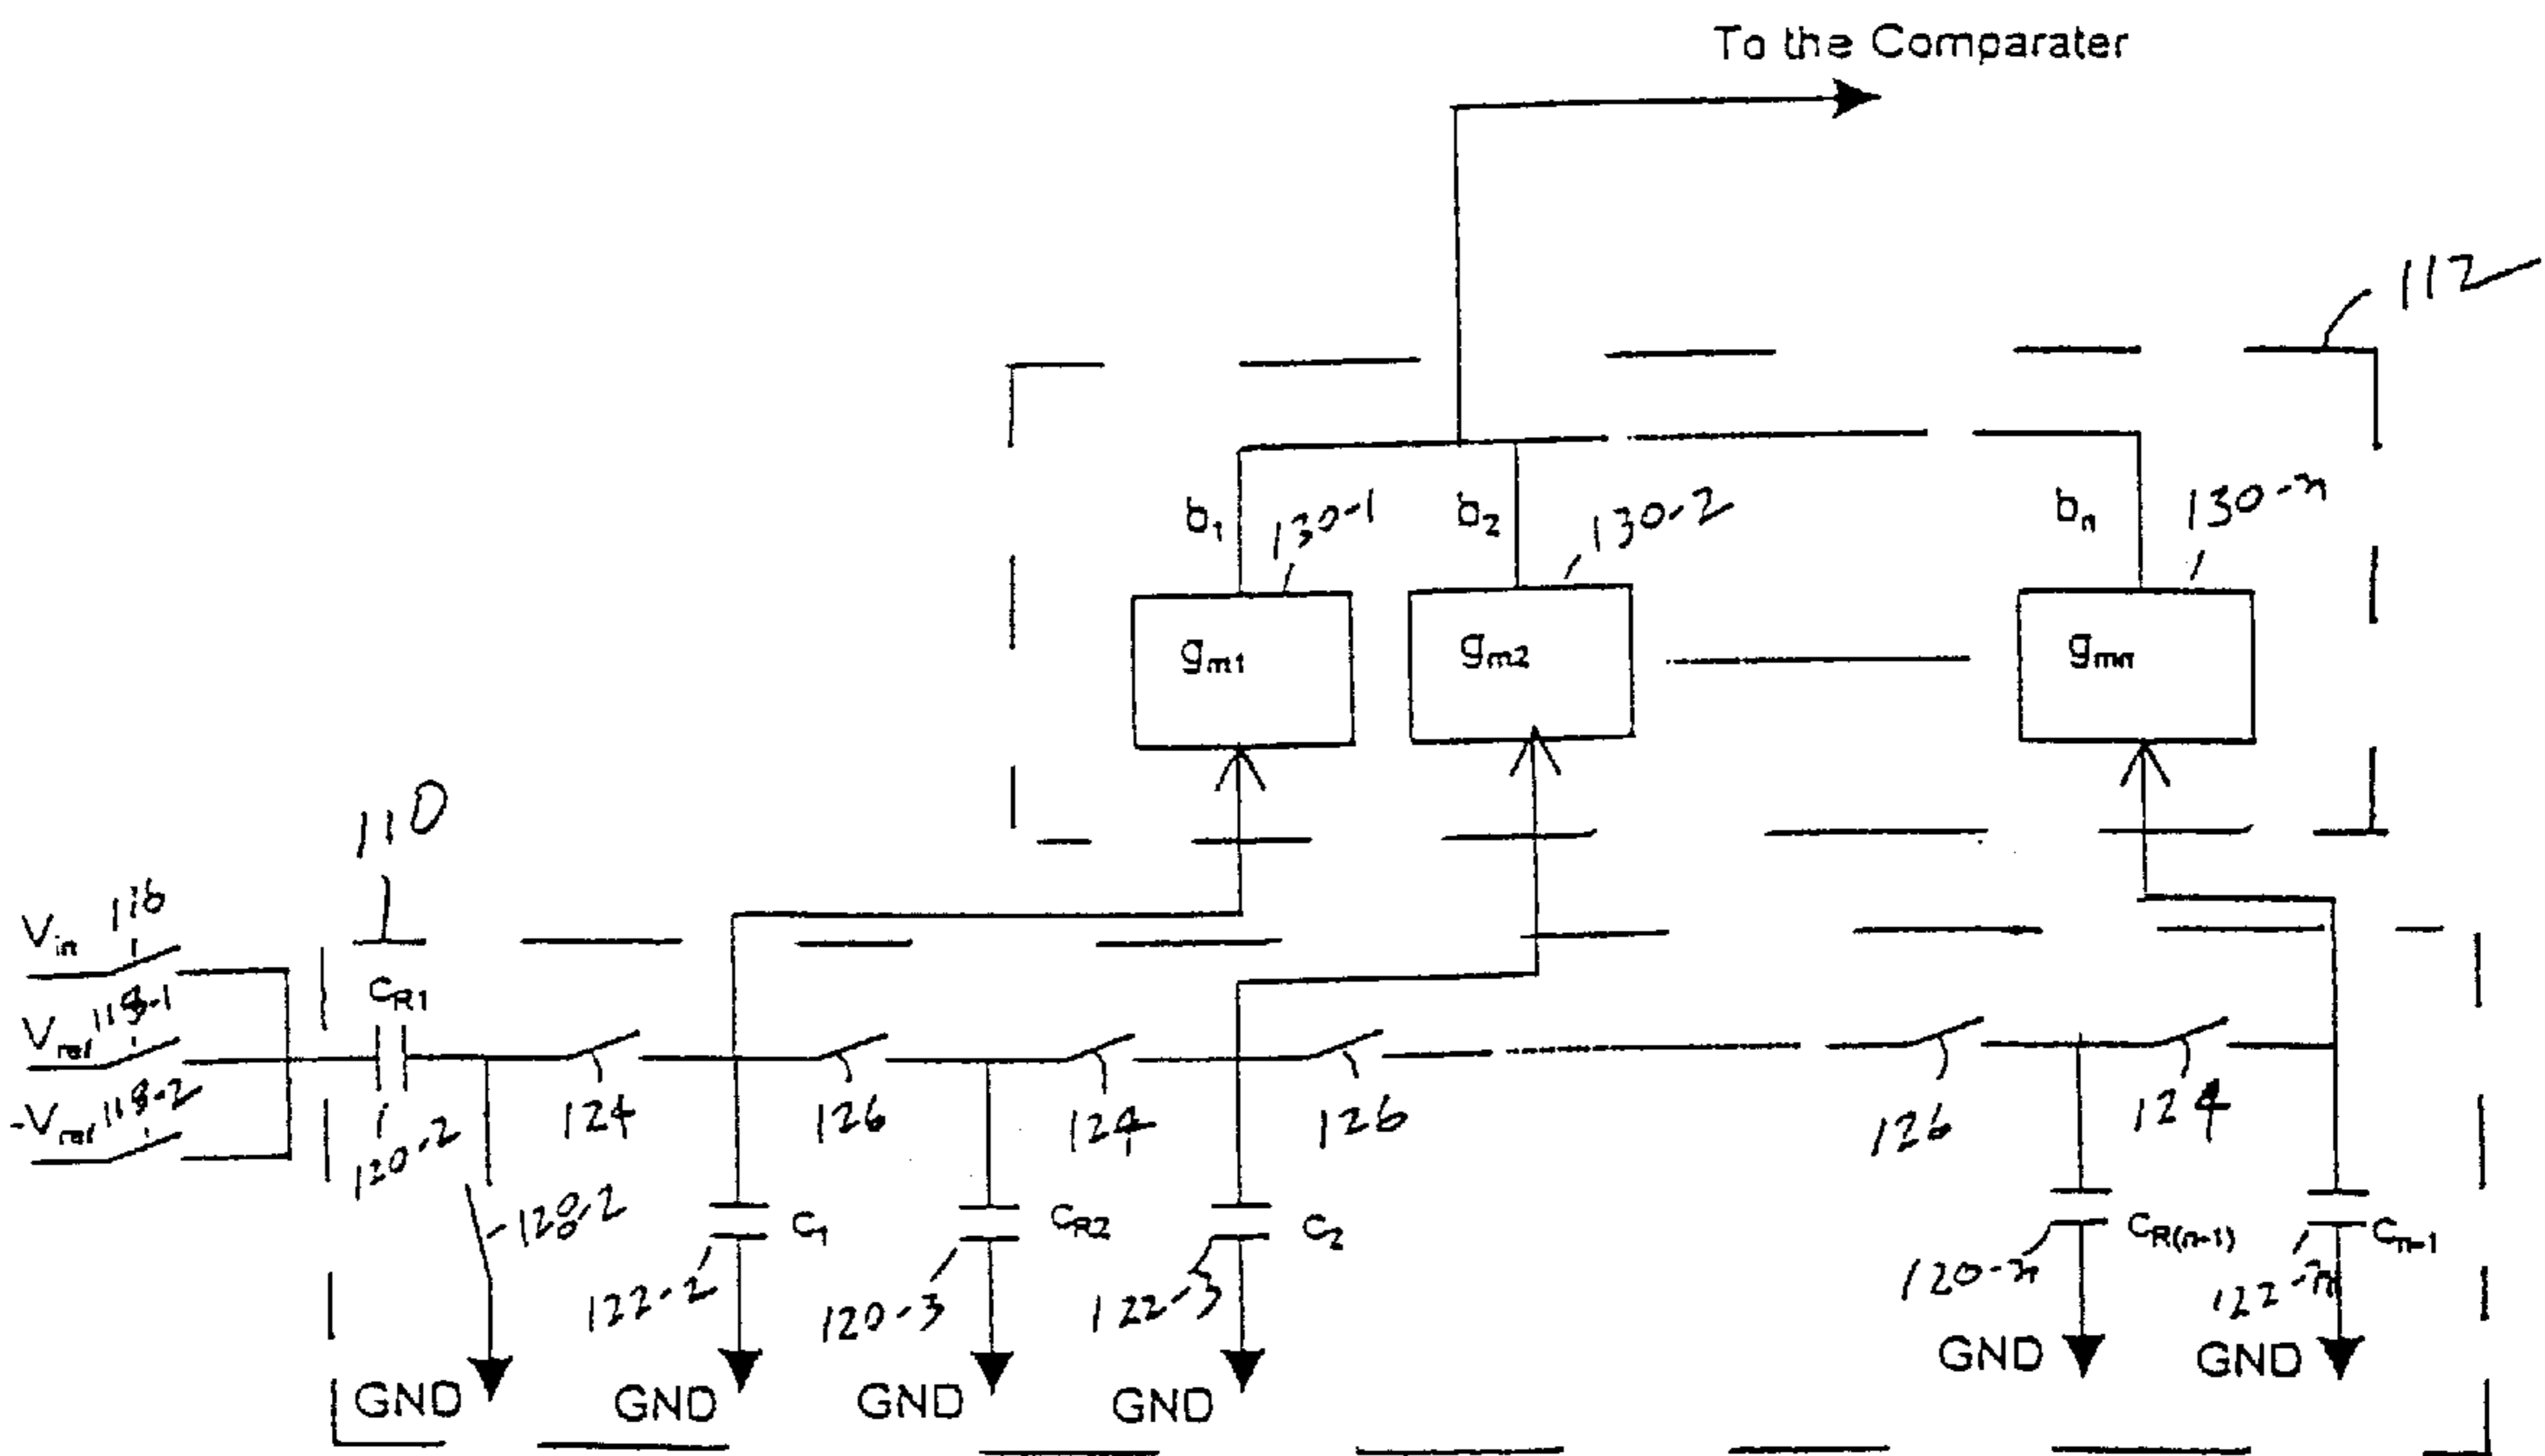 To the Comparater
112
b₁
130-1
b₂
130-2
bₙ
130-n
gm1
gm2
gmn
110
Vin
116
Vref
118-1
-Vref
118-2
CR1
120-2
124
126
124
126
126
124
128-2
C1
122-2
CR2
120-3
C2
122-3
CR(n-1)
120-n
Cn-1
122-n
GND
GND
GND
GND
GND
GND